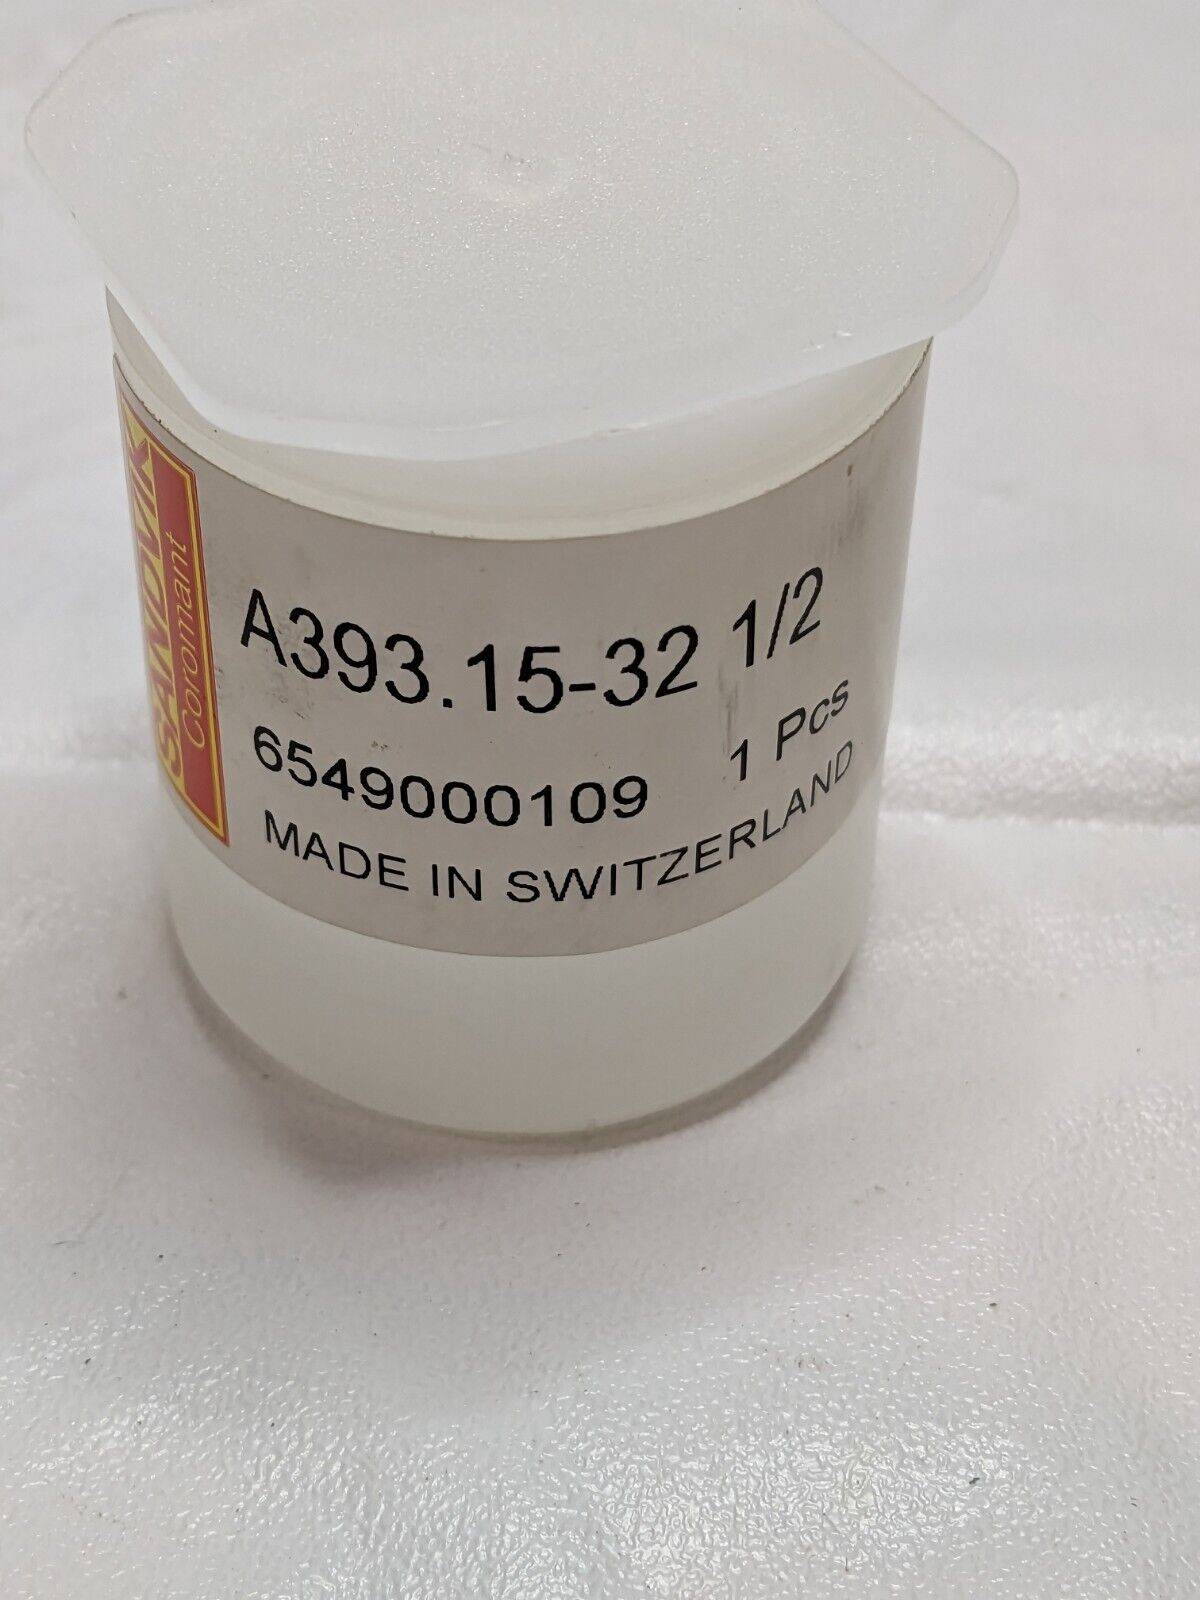 SANDVIK
Coromant
A393.15-32 1/2
6549000109 1 Pcs
MADE IN SWITZERLAND